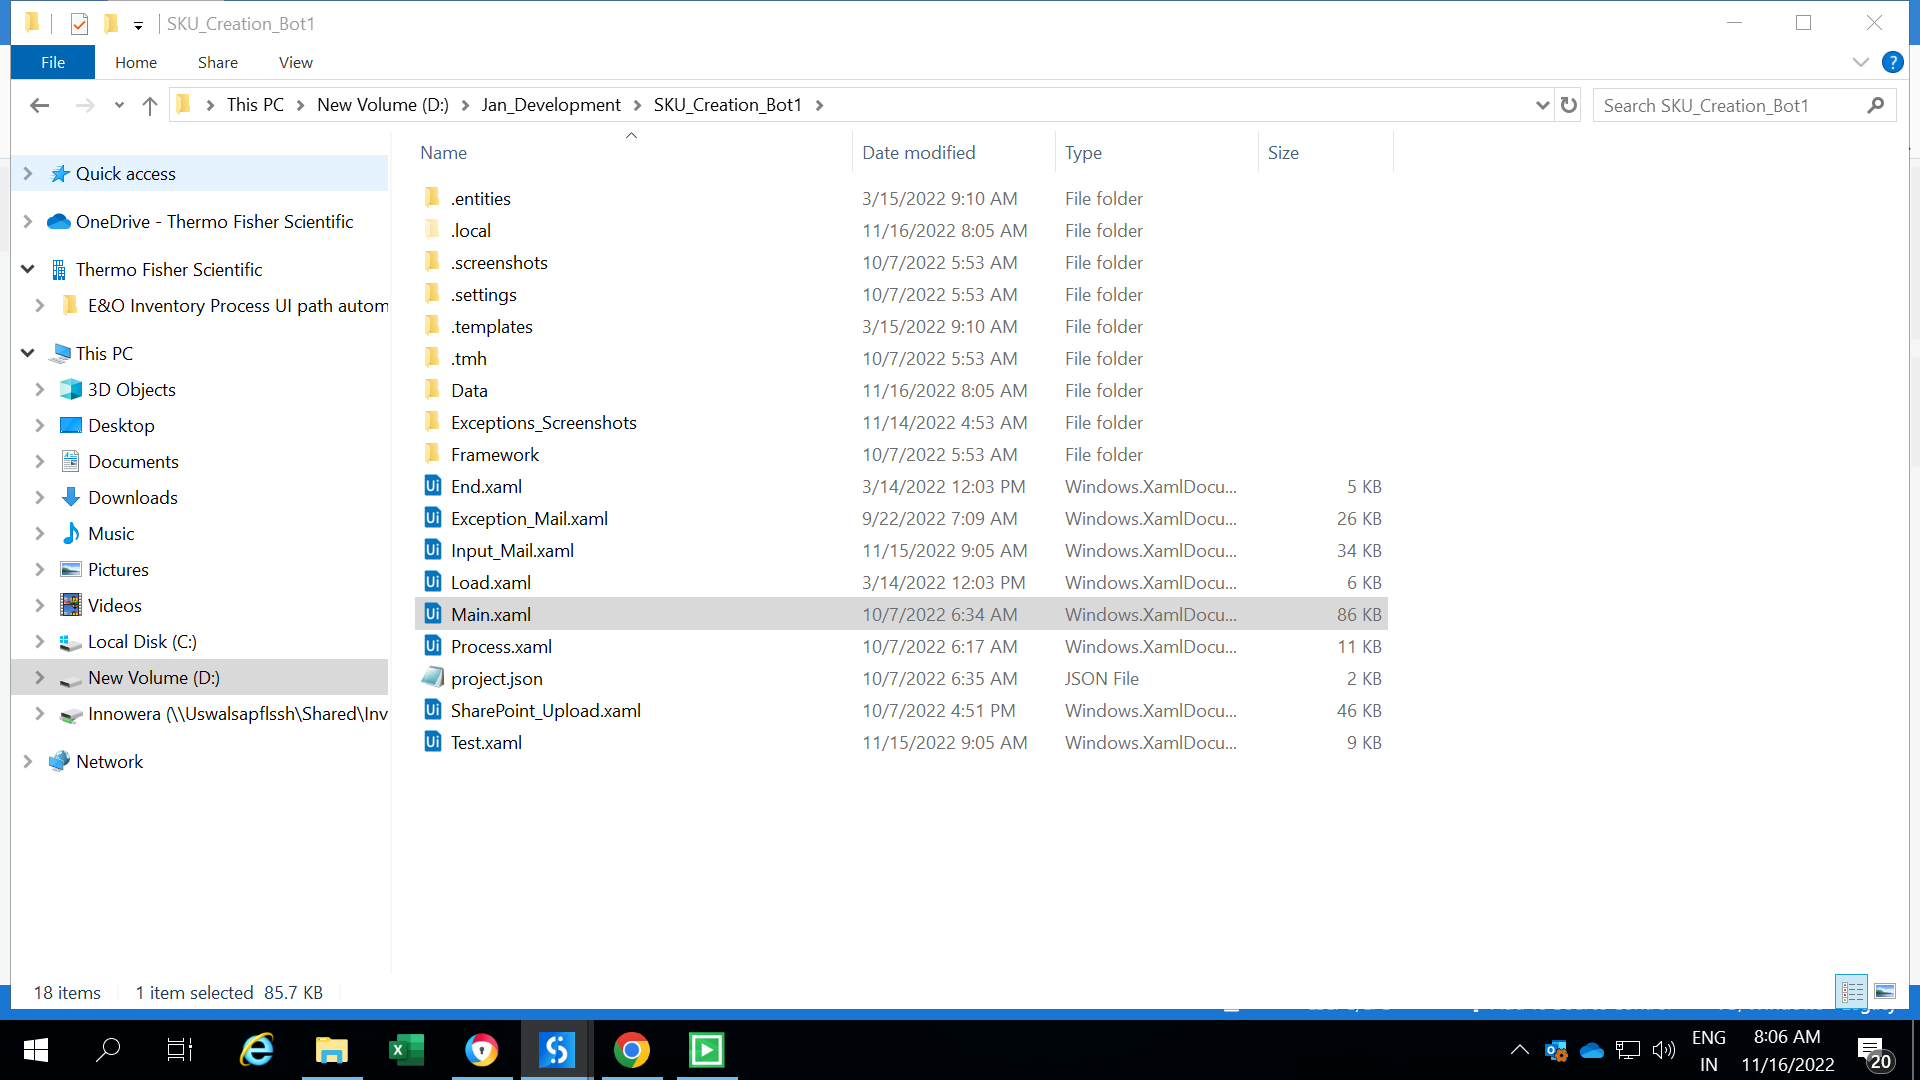 SKU_Creation_Bot1
File Home Share View
This PC New Volume (D:) Jan_Development SKU_Creation_Bot1 Search SKU_Creation_Bot1
Name Date modified Type Size
Quick access
OneDrive - Thermo Fisher Scientific
Thermo Fisher Scientific
E&O Inventory Process UI path autom
This PC
3D Objects
Desktop
Documents
Downloads
Music
Pictures
Videos
Local Disk (C:)
New Volume (D:)
Innowera (\\Uswalsapflssh\Shared\Inv
Network
.entities 3/15/2022 9:10 AM File folder
.local 11/16/2022 8:05 AM File folder
.screenshots 10/7/2022 5:53 AM File folder
.settings 10/7/2022 5:53 AM File folder
.templates 3/15/2022 9:10 AM File folder
.tmh 10/7/2022 5:53 AM File folder
Data 11/16/2022 8:05 AM File folder
Exceptions_Screenshots 11/14/2022 4:53 AM File folder
Framework 10/7/2022 5:53 AM File folder
End.xaml 3/14/2022 12:03 PM Windows.XamlDocu... 5 KB
Exception_Mail.xaml 9/22/2022 7:09 AM Windows.XamlDocu... 26 KB
Input_Mail.xaml 11/15/2022 9:05 AM Windows.XamlDocu... 34 KB
Load.xaml 3/14/2022 12:03 PM Windows.XamlDocu... 6 KB
Main.xaml 10/7/2022 6:34 AM Windows.XamlDocu... 86 KB
Process.xaml 10/7/2022 6:17 AM Windows.XamlDocu... 11 KB
project.json 10/7/2022 6:35 AM JSON File 2 KB
SharePoint_Upload.xaml 10/7/2022 4:51 PM Windows.XamlDocu... 46 KB
Test.xaml 11/15/2022 9:05 AM Windows.XamlDocu... 9 KB
18 items 1 item selected 85.7 KB
ENG 8:06 AM
IN 11/16/2022 20